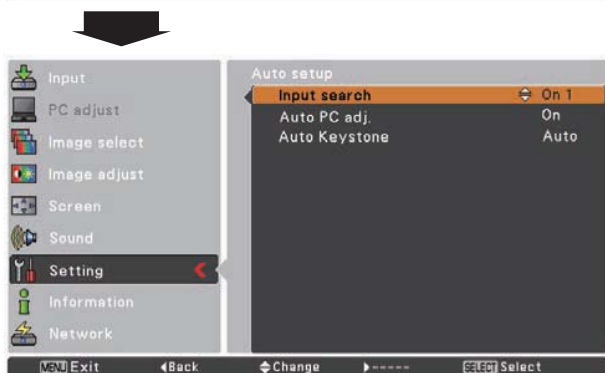 Input
PC adjust
Image select
Image adjust
Screen
Sound
Setting
Information
Network
Auto setup
Input search On 1
Auto PC adj. On
Auto Keystone Auto
MENU Exit Back Change ----- SELECT Select